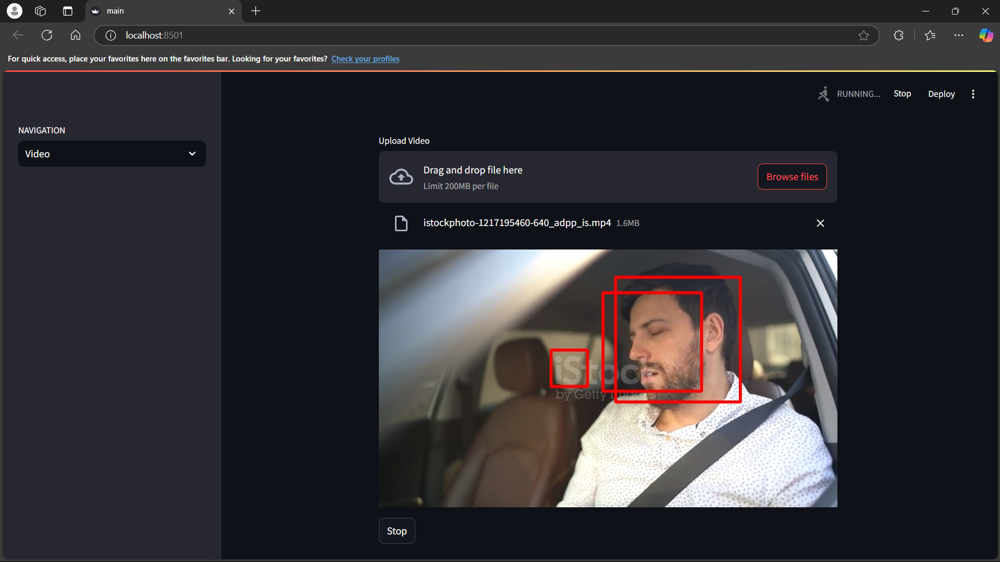 main
localhost:8501
For quick access, place your favorites here on the favorites bar. Looking for your favorites? Check your profiles
RUNNING... Stop Deploy
NAVIGATION
Video
Upload Video
Drag and drop file here
Limit 200MB per file
Browse files
istockphoto-1217195460-640_adpp_is.mp4 1.6MB
iStock
by Getty Images
Stop